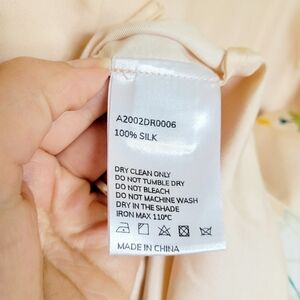 A2002DR0006
100% SILK
DRY CLEAN ONLY
DO NOT TUMBLE DRY
DO NOT BLEACH
DO NOT MACHINE WASH
DRY IN THE SHADE
IRON MAX 110°C
MADE IN CHINA